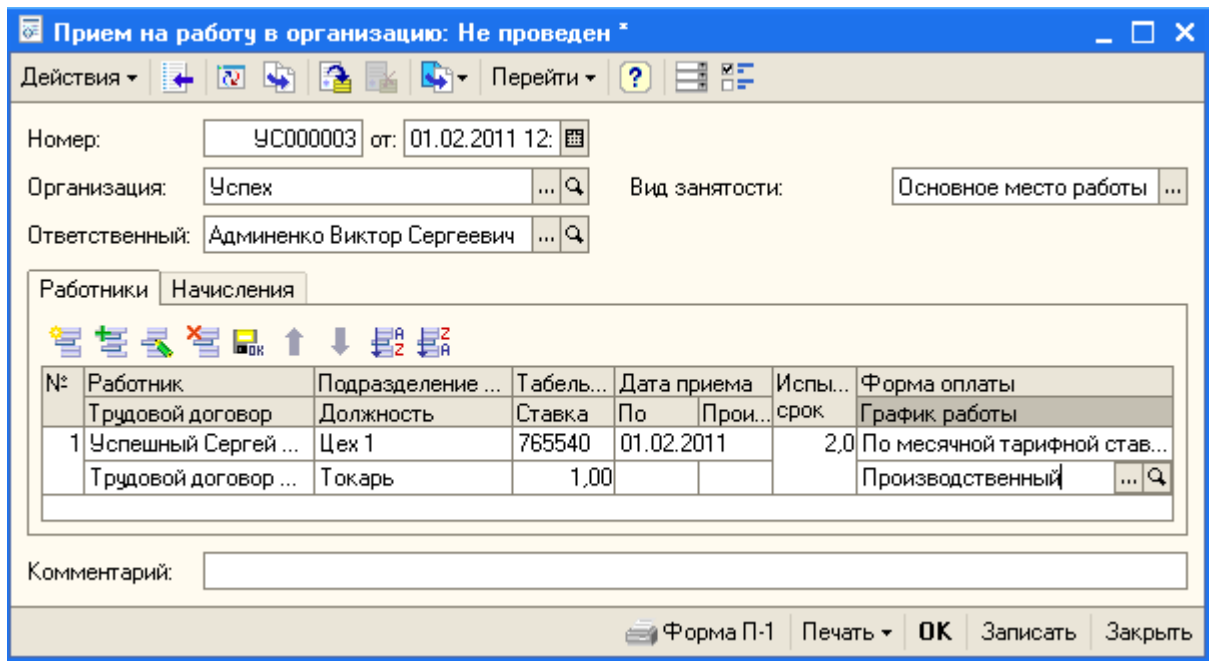 Прием на работу в организацию: Не проведен *
Действия Перейти ?
Номер: УС000003 от: 01.02.2011 12:
Организация: Успех ... Вид занятости: Основное место работы ...
Ответственный: Админенко Виктор Сергеевич ...
Работники Начисления
№ Работник Подразделение ... Табель... Дата приема Испы... Форма оплаты
Трудовой договор Должность Ставка По Прои... срок График работы
1 Успешный Сергей ... Цех 1 765540 01.02.2011 2,0 По месячной тарифной став...
Трудовой договор ... Токарь 1,00 Производственный ...
Комментарий:
Форма П-1 Печать OK Записать Закрыть